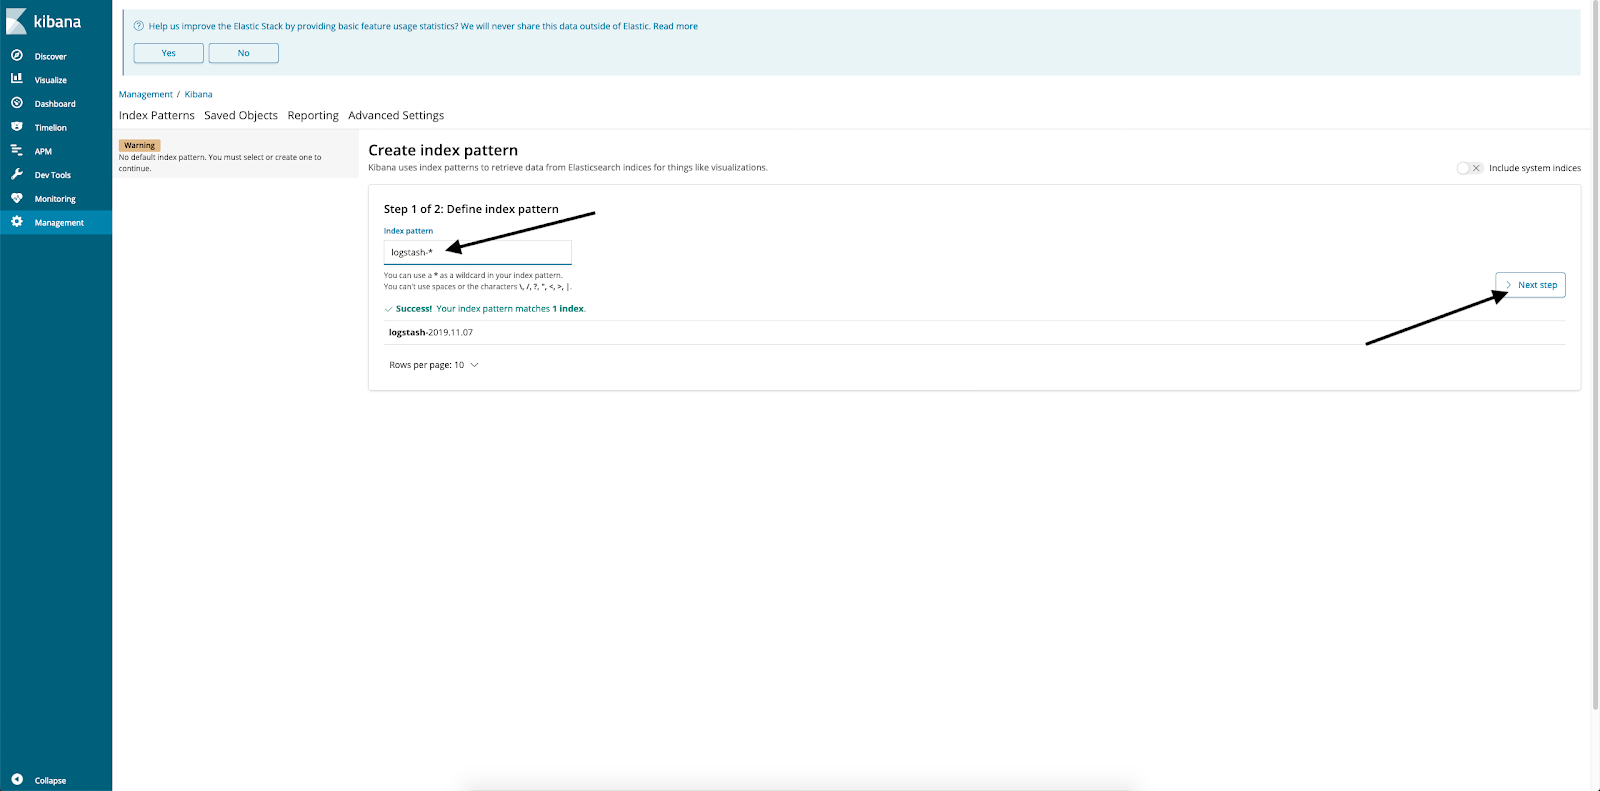 kibana
Discover
Visualize
Dashboard
Timelion
APM
Dev Tools
Monitoring
Management
Collapse
Help us improve the Elastic Stack by providing basic feature usage statistics? We will never share this data outside of Elastic. Read more
Yes No
Management / Kibana
Index Patterns Saved Objects Reporting Advanced Settings
Warning
No default index pattern. You must select or create one to
continue.
Create index pattern
Kibana uses index patterns to retrieve data from Elasticsearch indices for things like visualizations.
Include system indices
Step 1 of 2: Define index pattern
Index pattern
logstash-*
You can use a * as a wildcard in your index pattern.
You can't use spaces or the characters \, /, ?, ", <, >, |.
Next step
Success! Your index pattern matches 1 index.
logstash-2019.11.07
Rows per page: 10